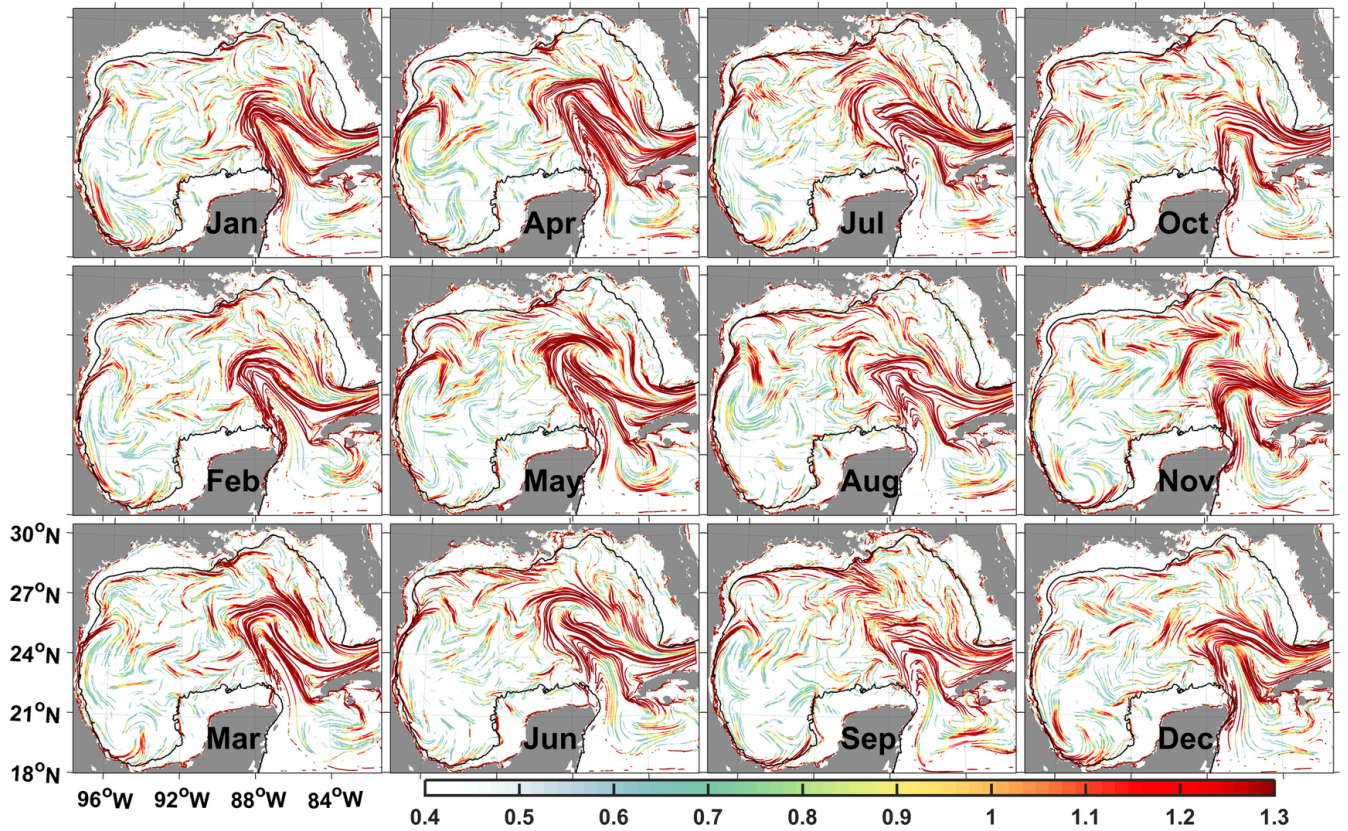 Jan Apr Jul Oct
Feb May Aug Nov
30°N
27°N
24°N
21°N
Mar Jun Sep Dec
18°N
96°W 92°W 88°W 84°W
0.4 0.5 0.6 0.7 0.8 0.9 1 1.1 1.2 1.3